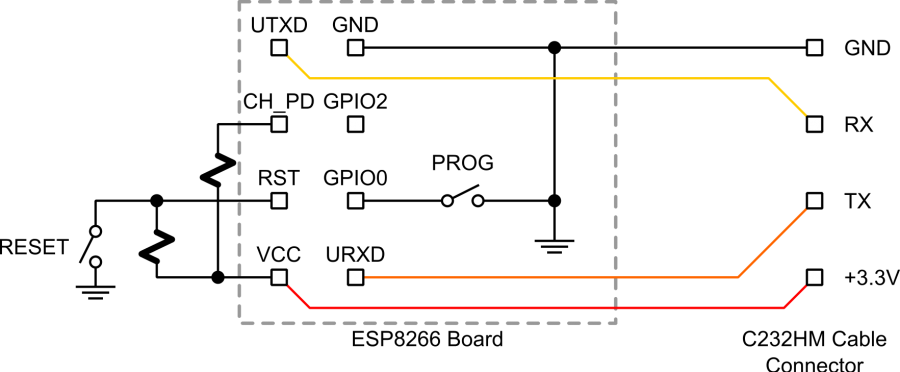 UTXD GND
GND
CH_PD GPIO2
RX
PROG
RST GPIO0
TX
RESET
VCC URXD
+3.3V
ESP8266 Board
C232HM Cable
Connector